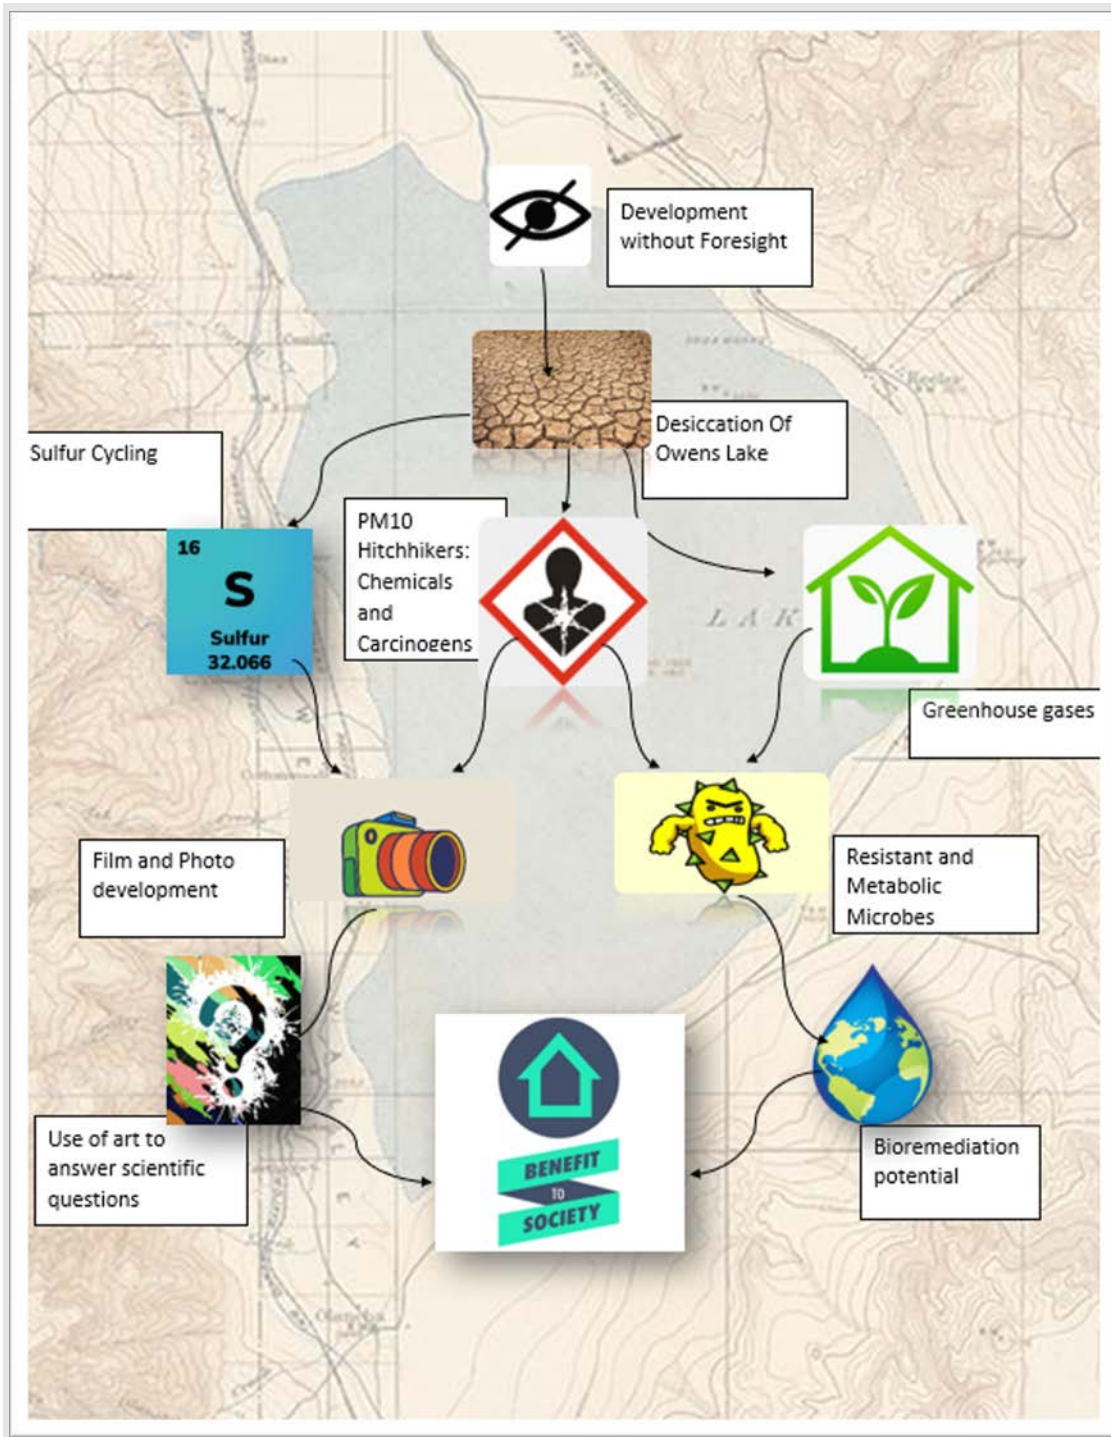 Development
without Foresight
Desiccation Of
Owens Lake
Sulfur Cycling
PM10
Hitchhikers:
Chemicals
and
Carcinogens
16
S
Sulfur
32.066
L A K
Greenhouse gases
Film and Photo
development
Resistant and
Metabolic
Microbes
Use of art to
answer scientific
questions
BENEFIT
TO
SOCIETY
Bioremediation
potential